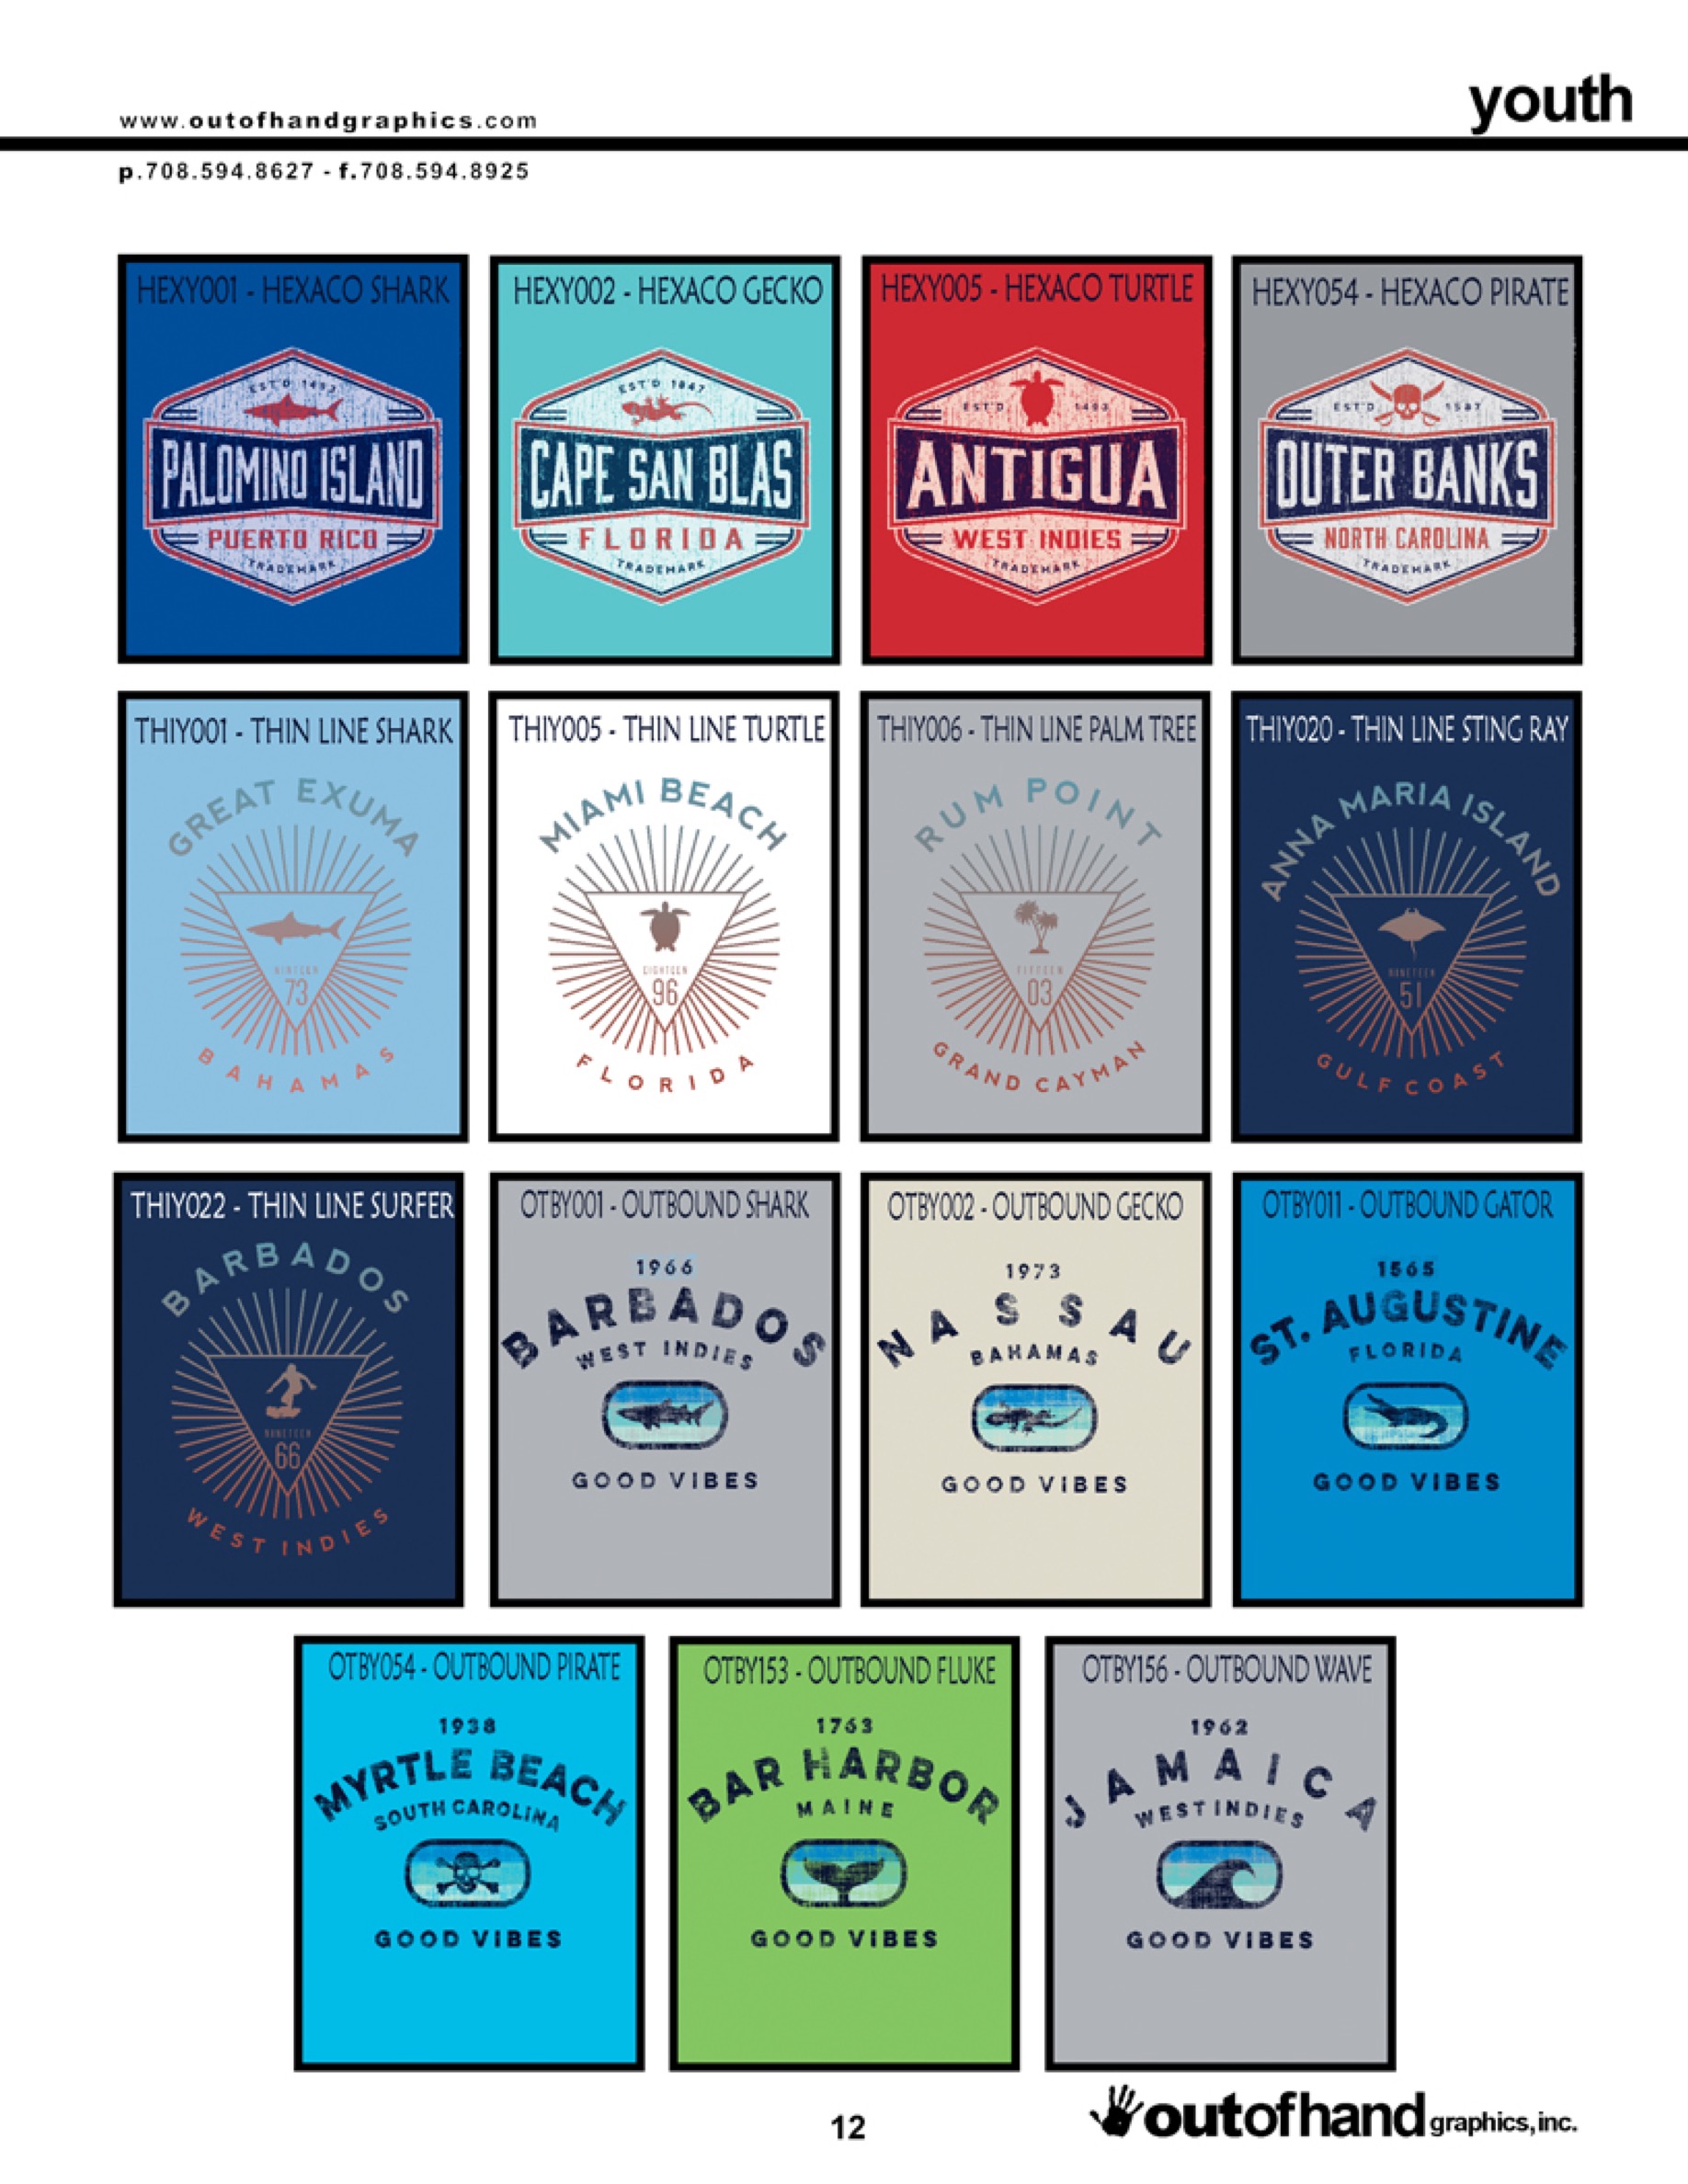 youth
www.outofhandgraphics.com
p.708.594.8627 - f.708.594.8925
HEXY001 - HEXACO SHARK
EST'D 1493
PALOMINO ISLAND
PUERTO RICO
TRADEMARK
HEXY002 - HEXACO GECKO
EST'D 1847
CAPE SAN BLAS
FLORIDA
TRADEMARK
HEXY005 - HEXACO TURTLE
EST'D 1493
ANTIGUA
WEST INDIES
TRADEMARK
HEXY054 - HEXACO PIRATE
EST'D 1587
OUTER BANKS
NORTH CAROLINA
TRADEMARK
THIY001 - THIN LINE SHARK
GREAT EXUMA
73
BAHAMAS
THIY005 - THIN LINE TURTLE
MIAMI BEACH
EIGHTEEN
96
FLORIDA
THIY006 - THIN LINE PALM TREE
RUM POINT
FIFTEEN
03
GRAND CAYMAN
THIY020 - THIN LINE STING RAY
ANNA MARIA ISLAND
NINETEEN
51
GULF COAST
THIY022 - THIN LINE SURFER
BARBADOS
NINETEEN
66
WEST INDIES
OTBY001 - OUTBOUND SHARK
1966
BARBADOS
WEST INDIES
GOOD VIBES
OTBY002 - OUTBOUND GECKO
1973
NASSAU
BAHAMAS
GOOD VIBES
OTBY011 - OUTBOUND GATOR
1565
ST. AUGUSTINE
FLORIDA
GOOD VIBES
OTBY054 - OUTBOUND PIRATE
1938
MYRTLE BEACH
SOUTH CAROLINA
GOOD VIBES
OTBY153 - OUTBOUND FLUKE
1763
BAR HARBOR
MAINE
GOOD VIBES
OTBY156 - OUTBOUND WAVE
1962
JAMAICA
WEST INDIES
GOOD VIBES
12
outofhand graphics, inc.